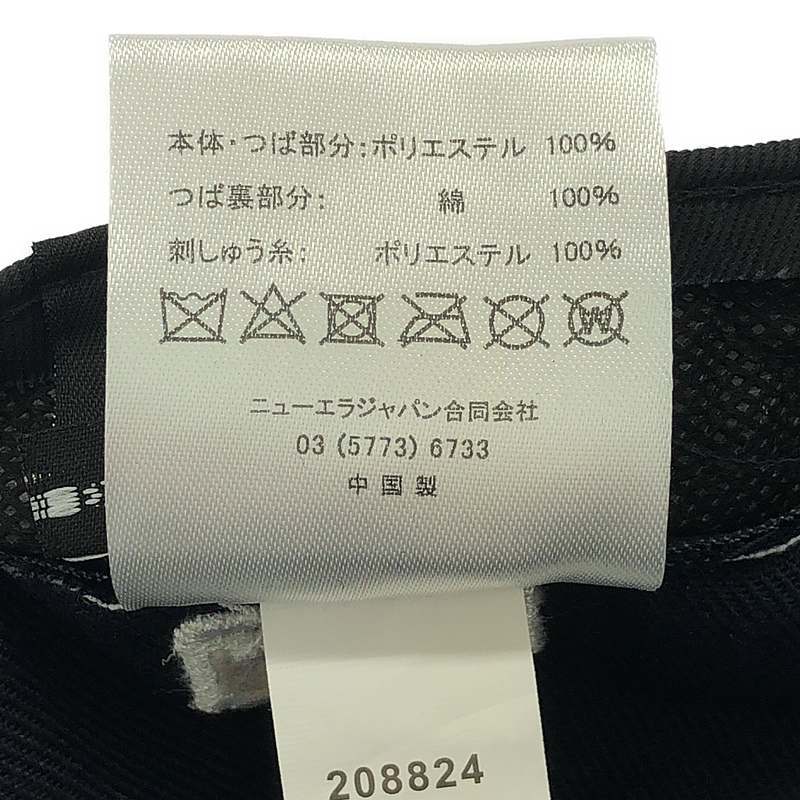 本体・つば部分：ポリエステル 100%
つば裏部分： 綿 100%
刺しゅう糸： ポリエステル 100%
W
ニューエラジャパン合同会社
03 (5773) 6733
中国製
208824